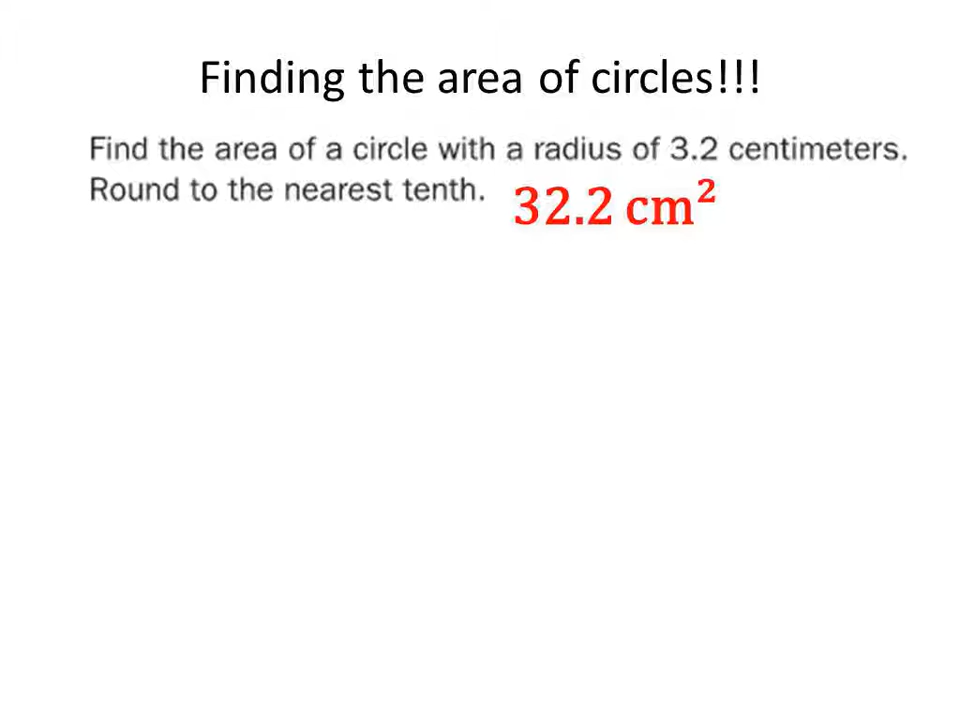 Finding the area of circles!!!
Find the area of a circle with a radius of 3.2 centimeters.
Round to the nearest tenth. 32.2 cm²